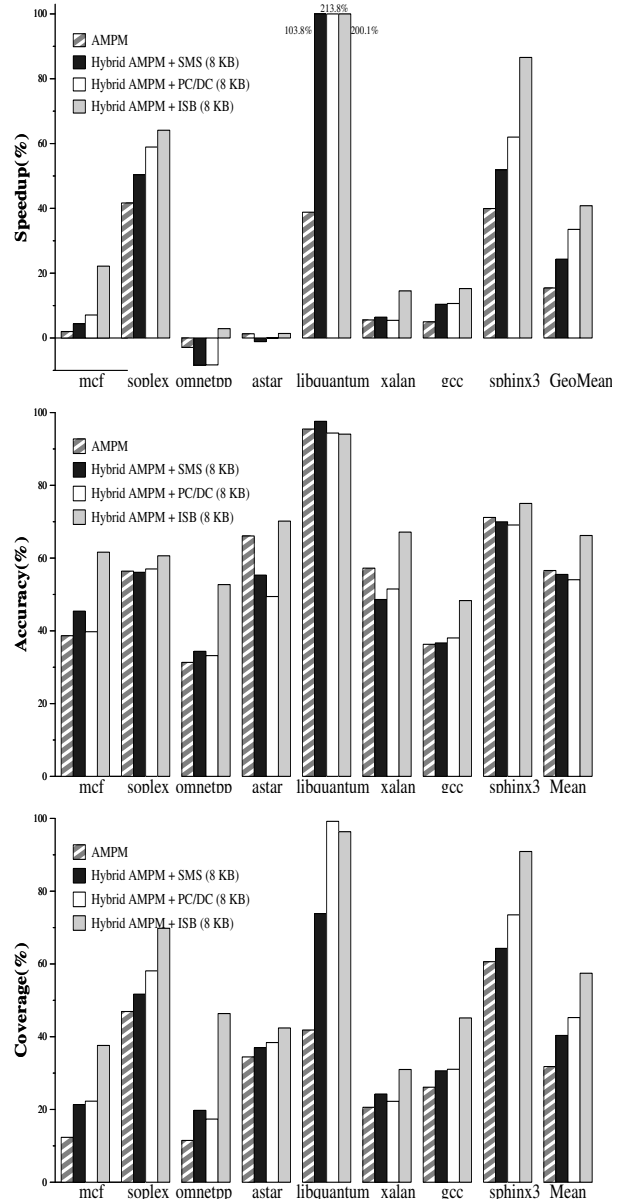 213.8%
103.8%
200.1%
AMPM
Hybrid AMPM + SMS (8 KB)
Hybrid AMPM + PC/DC (8 KB)
Hybrid AMPM + ISB (8 KB)
Speedup(%)
100
80
60
40
20
0
mcf soplex omnetpp astar libquantum xalan gcc sphinx3 GeoMean
100
AMPM
Hybrid AMPM + SMS (8 KB)
Hybrid AMPM + PC/DC (8 KB)
Hybrid AMPM + ISB (8 KB)
Accuracy(%)
80
60
40
20
0
mcf soplex omnetpp astar libquantum xalan gcc sphinx3 Mean
100
AMPM
Hybrid AMPM + SMS (8 KB)
Hybrid AMPM + PC/DC (8 KB)
Hybrid AMPM + ISB (8 KB)
Coverage(%)
80
60
40
20
0
mcf soplex omnetpp astar libquantum xalan gcc sphinx3 Mean